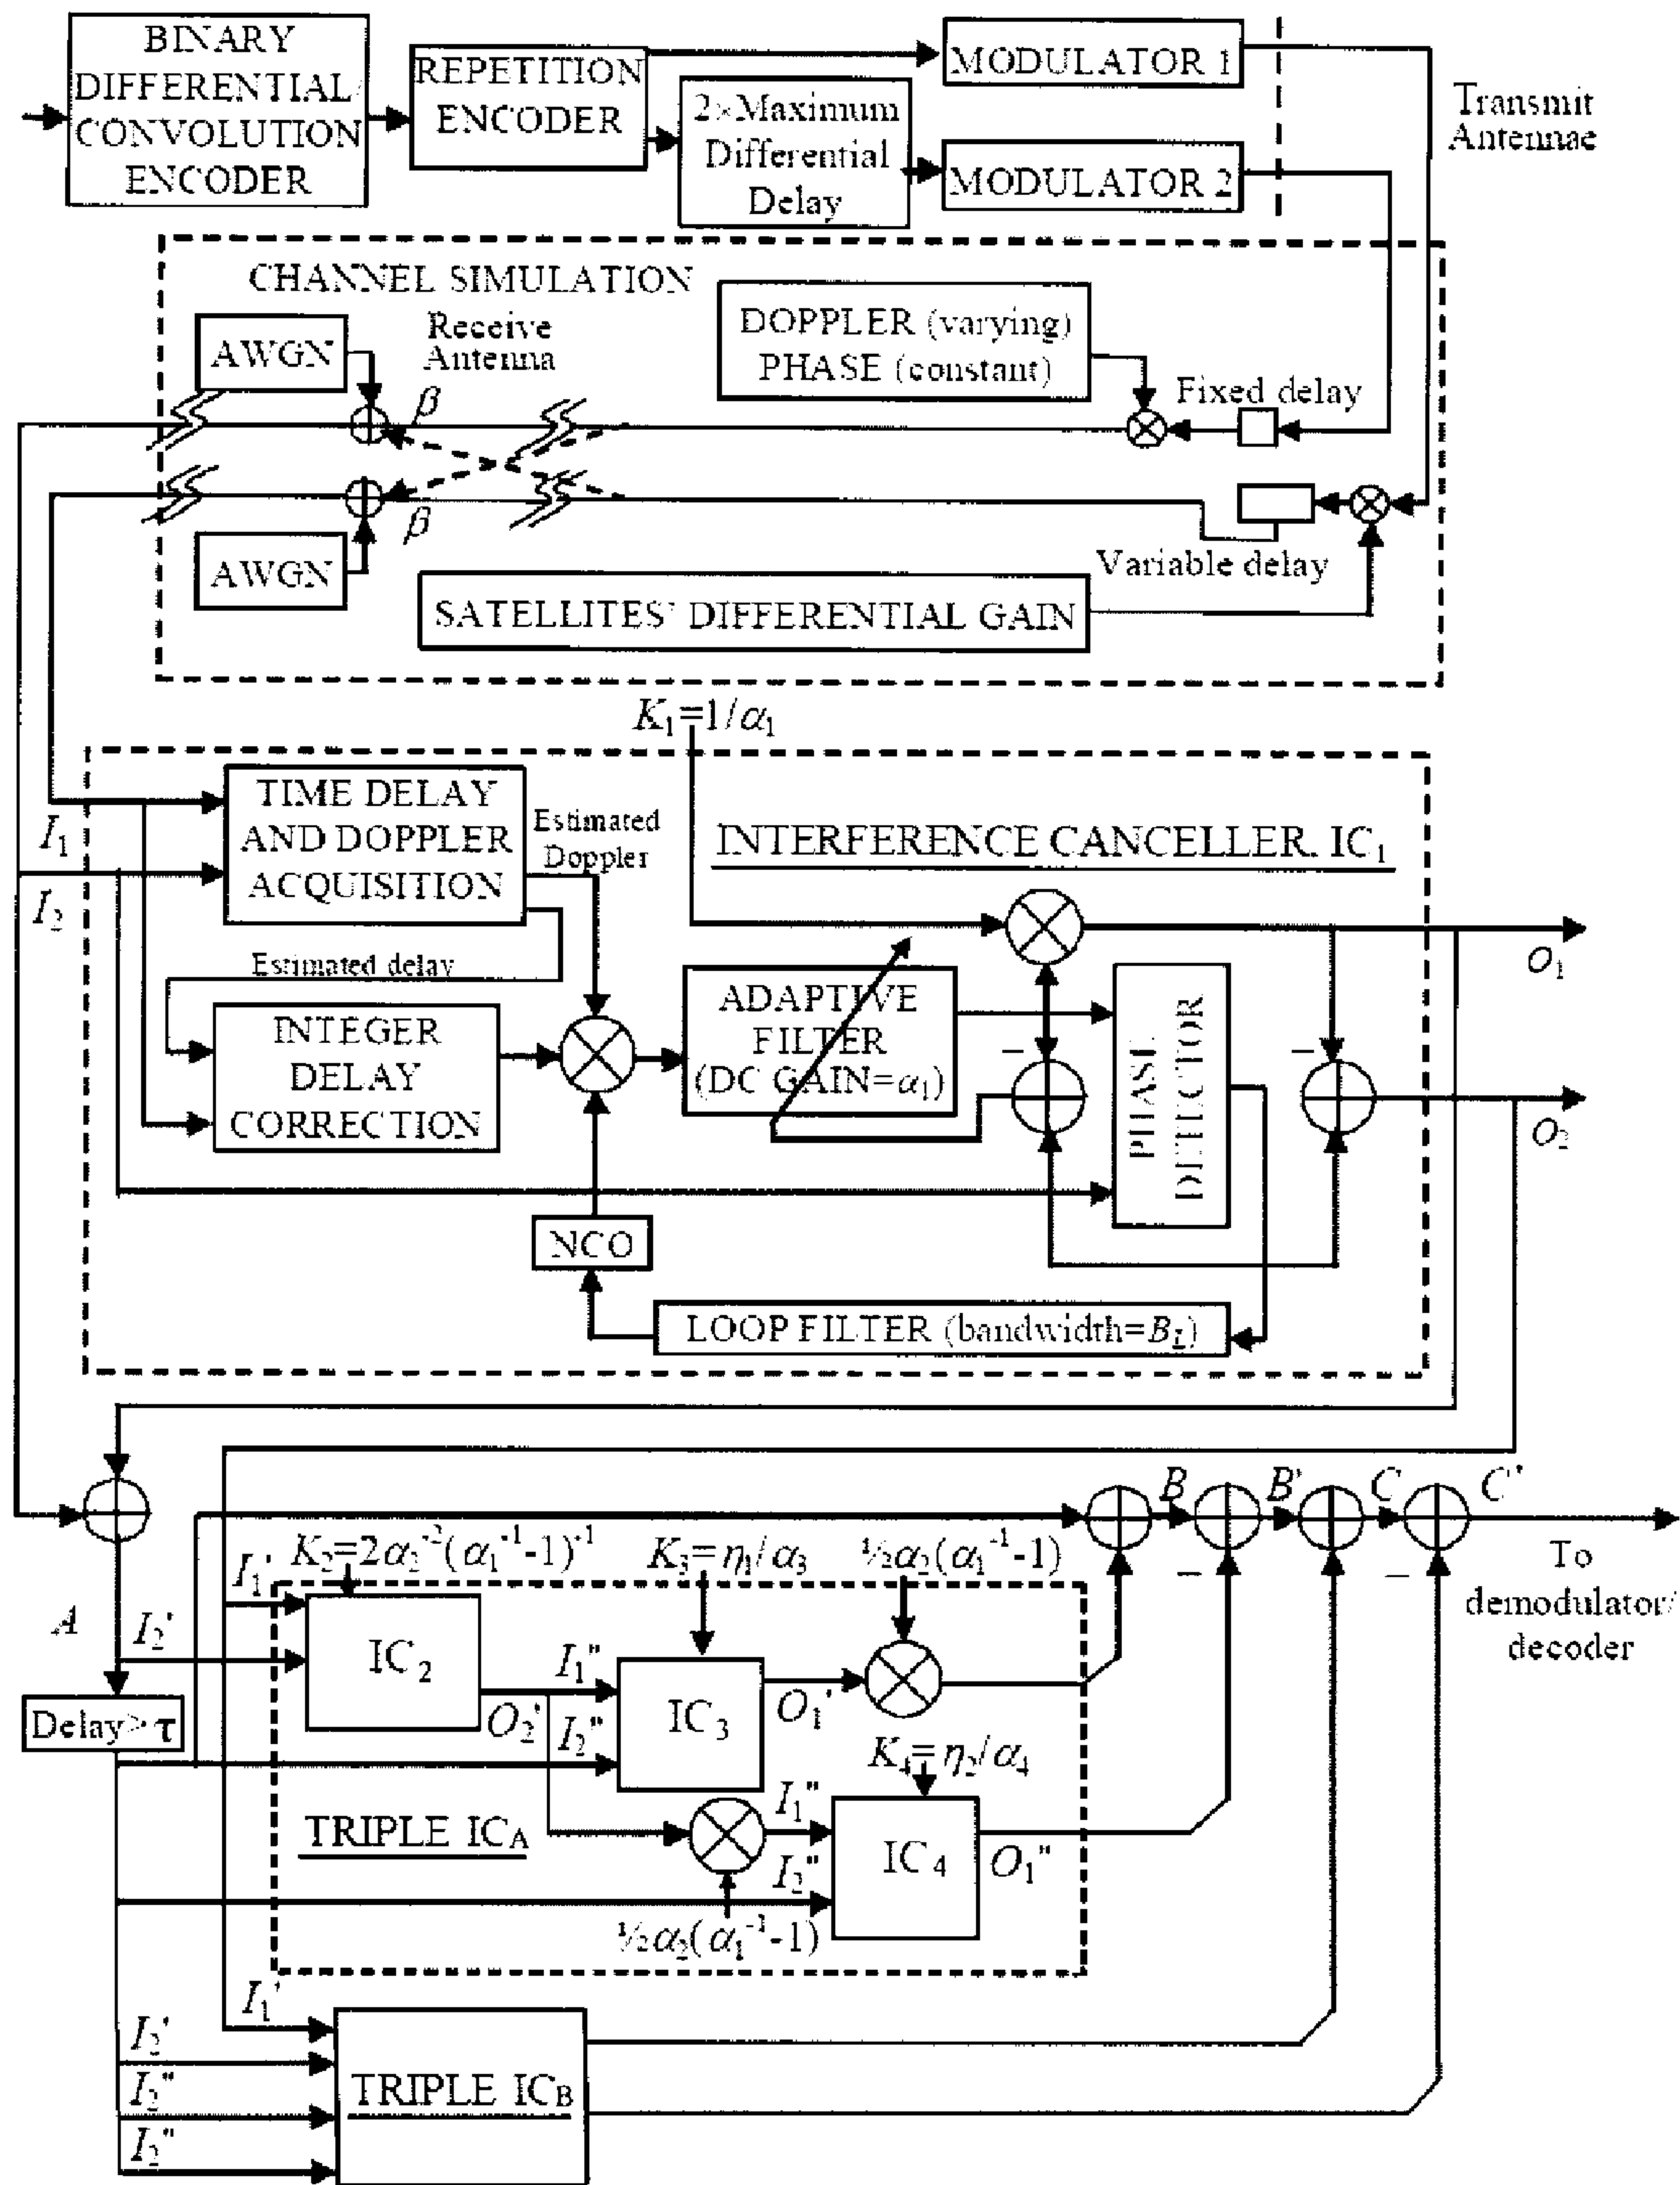 BINARY
DIFFERENTIAL/
CONVOLUTION
ENCODER
REPETITION
ENCODER
2×Maximum
Differential
Delay
MODULATOR 1
MODULATOR 2
Transmit
Antennae
CHANNEL SIMULATION
AWGN
Receive
Antenna
β
DOPPLER (varying)
PHASE (constant)
Fixed delay
β
AWGN
Variable delay
SATELLITES' DIFFERENTIAL GAIN
K₁=1/α₁
I₁
I₂
TIME DELAY
AND DOPPLER
ACQUISITION
Estimated
Doppler
INTERFERENCE CANCELLER, IC₁
O₁
Estimated delay
INTEGER
DELAY
CORRECTION
ADAPTIVE
FILTER
(DC GAIN=α₁)
−
PHASE
DETECTOR
−
O₂
NCO
LOOP FILTER (bandwidth=B_L)
A
I₁'
K₂=2α₂⁻²(α₁⁻¹-1)⁻¹
K₃=η₁/α₃
½α₂(α₁⁻¹-1)
B
B'
C
C'
−
−
To
demodulator/
decoder
I₂'
IC₂
O₂'
I₁"
I₂"
IC₃
O₁'
Delay> τ
K₄=η₂/α₄
TRIPLE IC_A
I₁"
I₂"
IC₄
O₁"
½α₂(α₁⁻¹-1)
I₁'
I₂'
I₂"
I₂"
TRIPLE IC_B